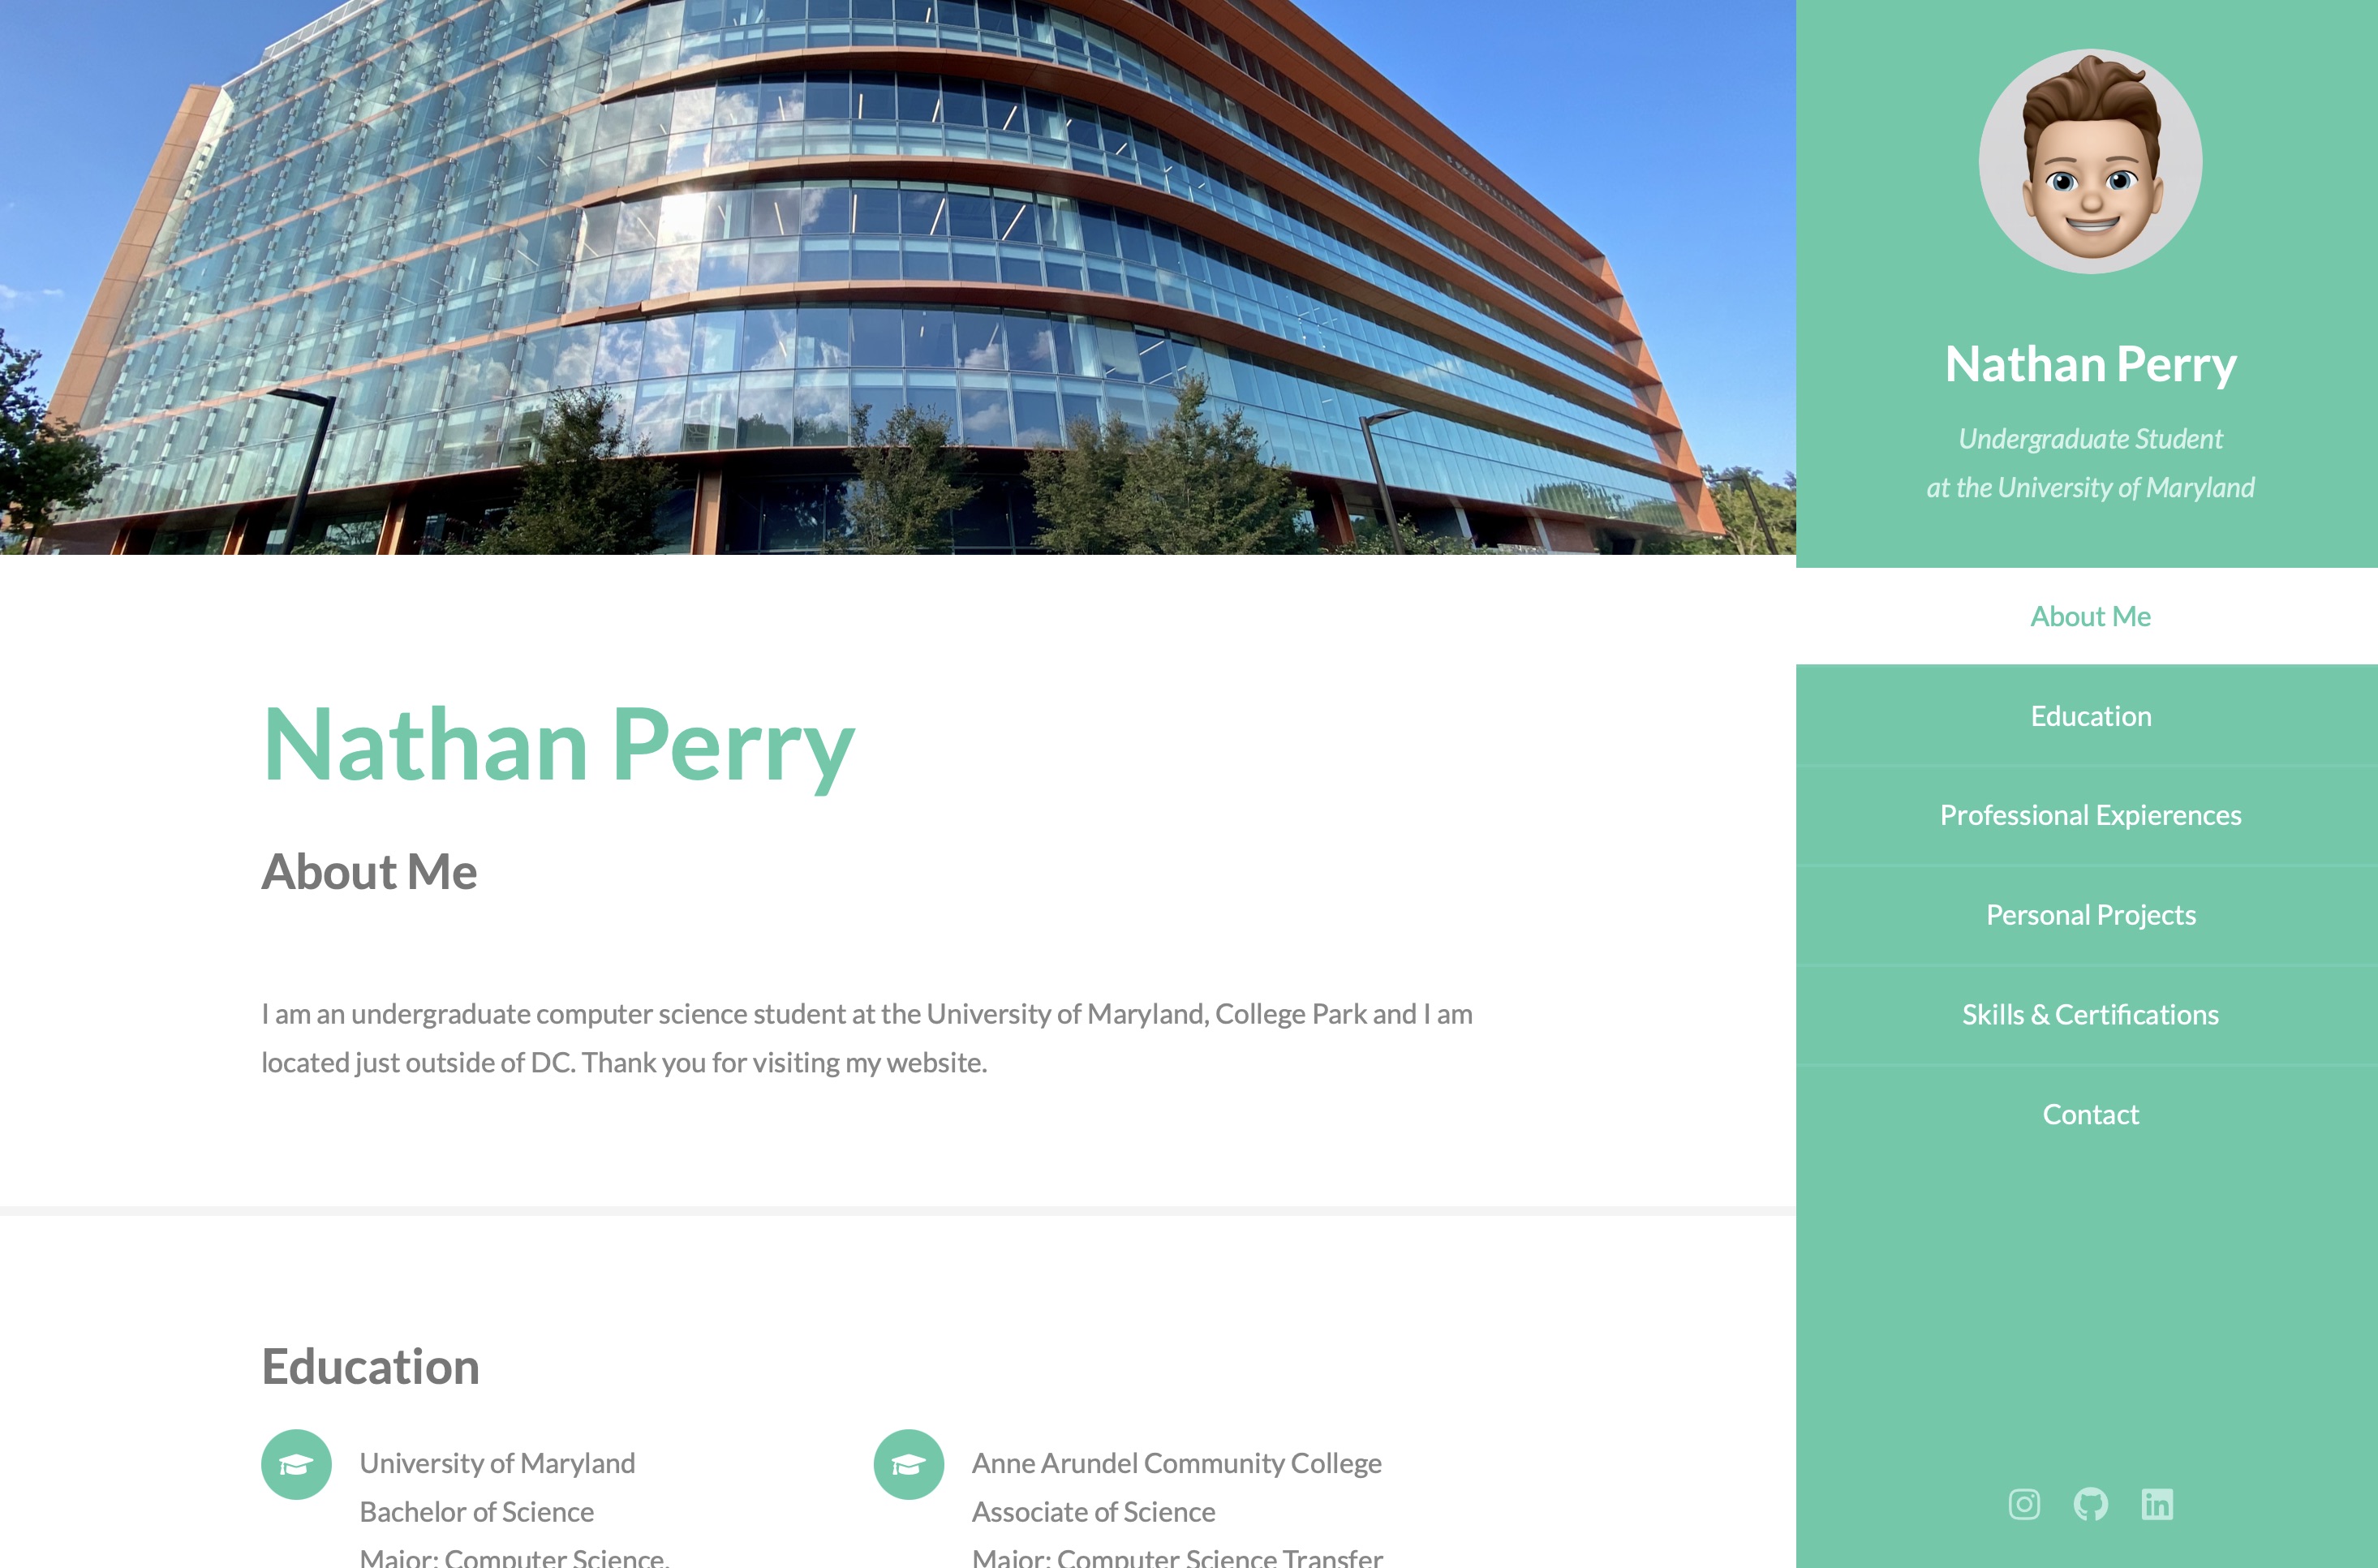 Nathan Perry
Undergraduate Student
at the University of Maryland
About Me
Education
Professional Expierences
Personal Projects
Skills & Certifications
Contact
Nathan Perry
About Me
I am an undergraduate computer science student at the University of Maryland, College Park and I am
located just outside of DC. Thank you for visiting my website.
Education
University of Maryland
Bachelor of Science
Major: Computer Science,
Anne Arundel Community College
Associate of Science
Major: Computer Science Transfer
in